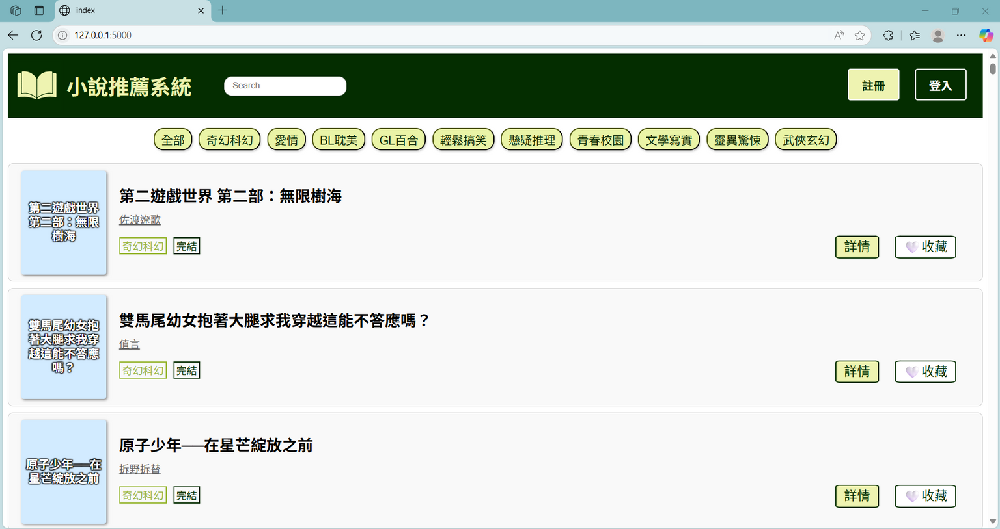 index
127.0.0.1:5000
小說推薦系統
Search
註冊
登入
全部
奇幻科幻
愛情
BL耽美
GL百合
輕鬆搞笑
懸疑推理
青春校園
文學寫實
靈異驚悚
武俠玄幻
第二遊戲世界
第二部：無限
樹海
第二遊戲世界 第二部：無限樹海
佐渡遼歌
奇幻科幻
完結
詳情
收藏
雙馬尾幼女抱
著大腿求我穿
越這能不答應
嗎？
雙馬尾幼女抱著大腿求我穿越這能不答應嗎？
值言
奇幻科幻
完結
詳情
收藏
原子少年──在
星芒綻放之前
原子少年──在星芒綻放之前
拆野拆替
奇幻科幻
完結
詳情
收藏